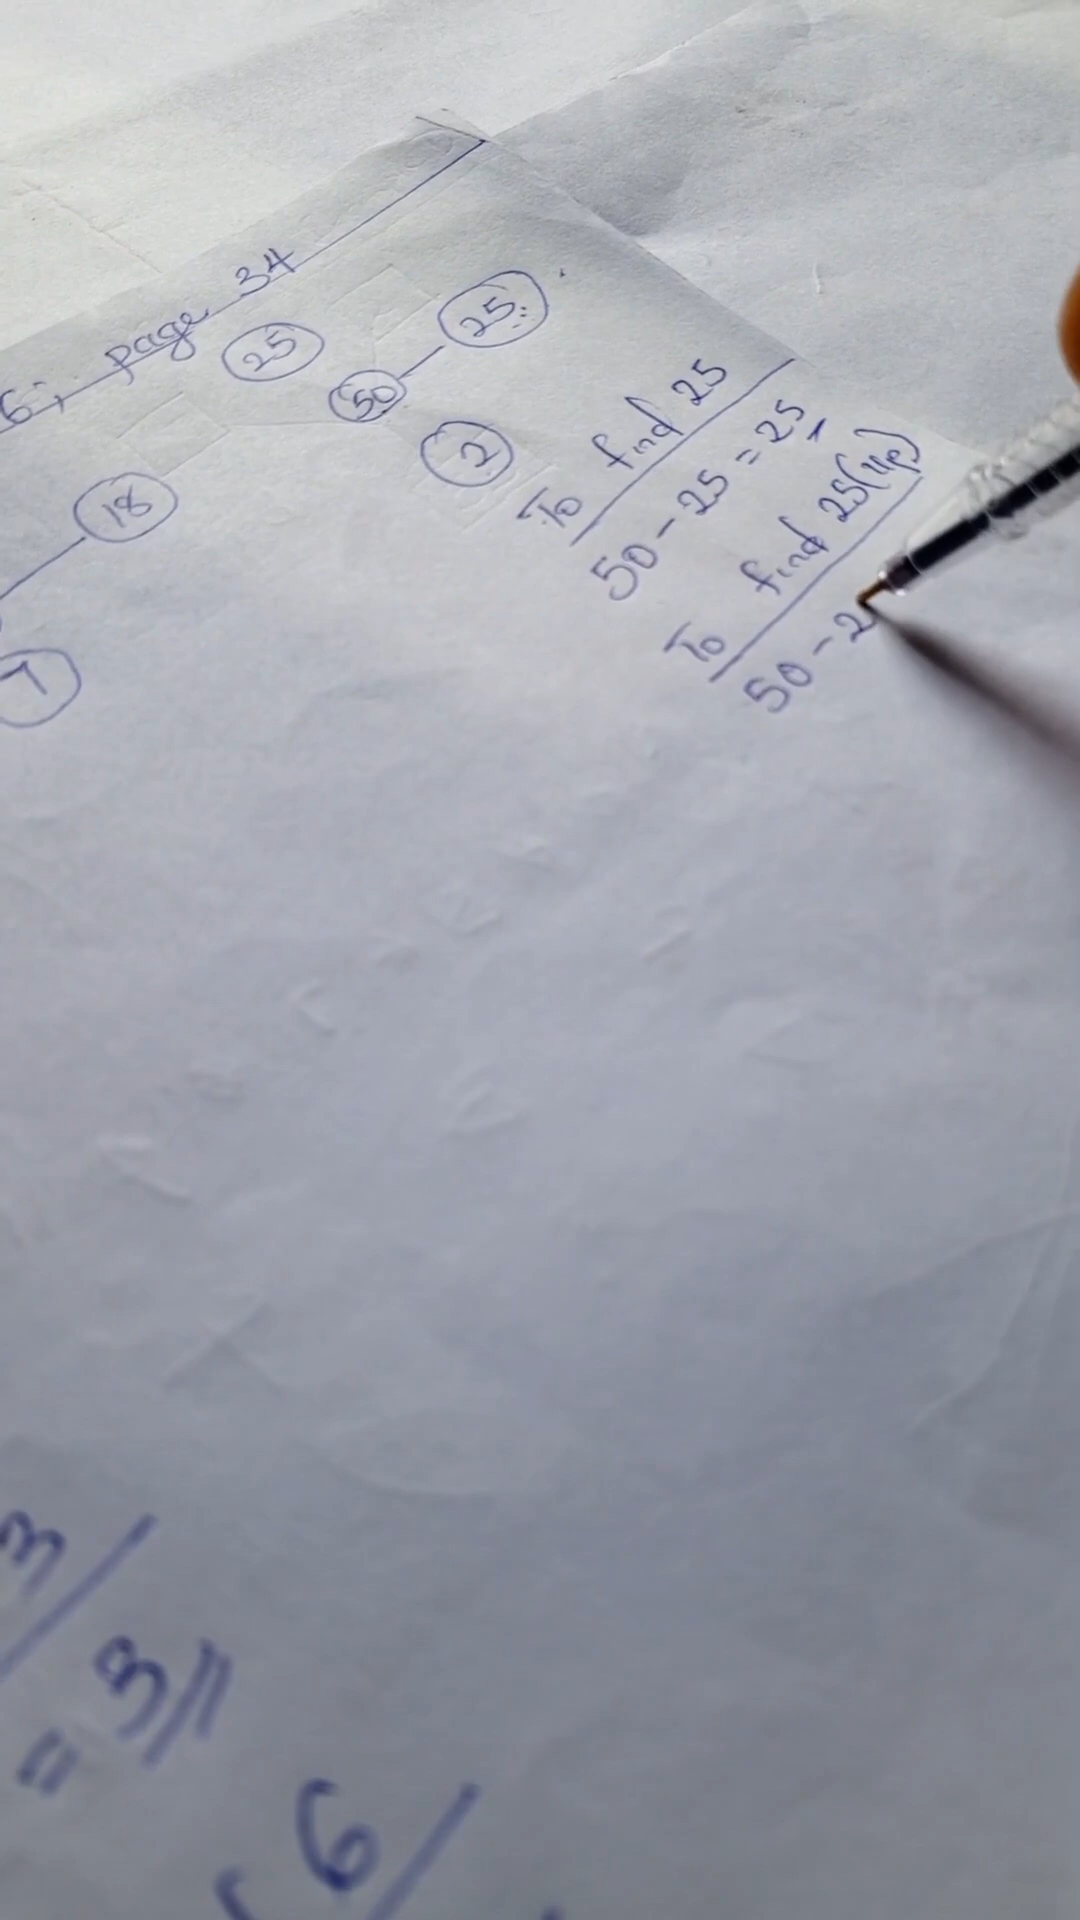 6:, page 34
25
25
50
2
18
7
To find 25
50 - 25 = 25
To find 25(up)
50 - 2
3
= 3
6